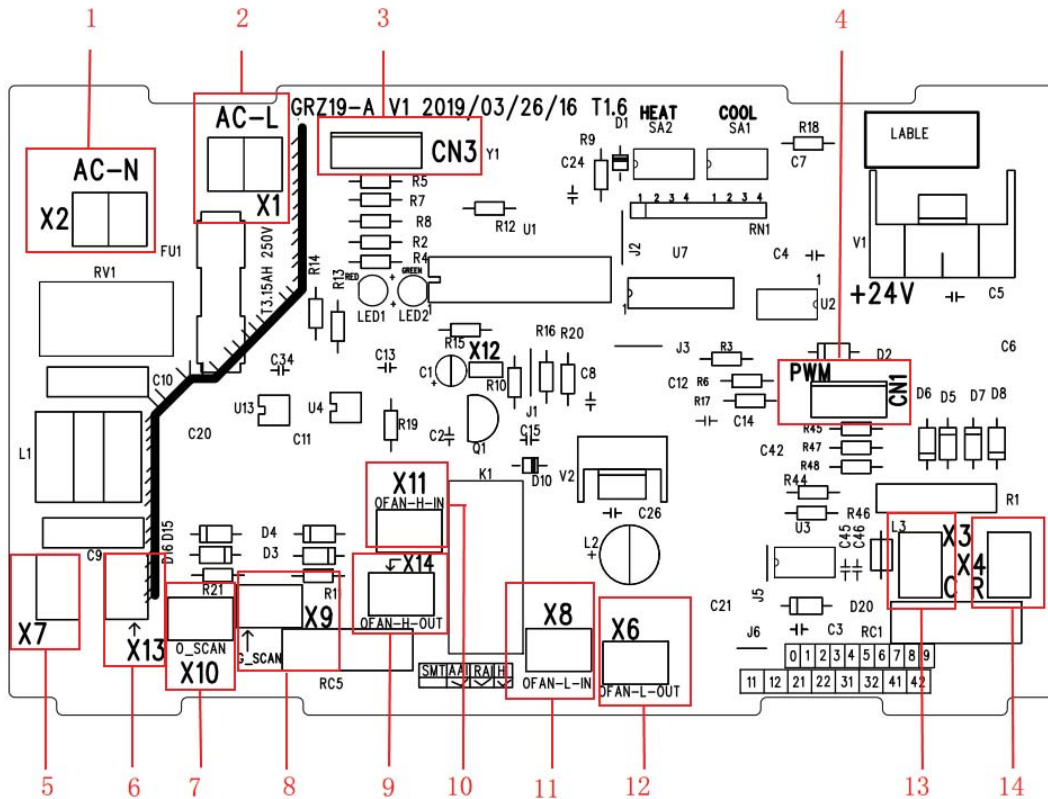 1 2 3 4
GRZ19-A V1 2019/03/26/16 T1.6
AC-L
X1
AC-N
X2
CN3 Y1
HEAT
SA2
COOL
SA1
D1
R9
C24
R18
C7
LABLE
R5
R7
R8
R2
R4
R12
U1
1 2 3 4
1 2 3 4
RN1
J2
U7
C4
V1
FU1
RV1
T3.15AH 250V
R14
R13
RED
GREEN
LED1
LED2
1
1
1
U2
+24V
C5
R15
X12
R16
R20
J3
R3
D2
C6
C34
C13
C1
R10
C8
C12
R6
R17
PWM
CN1
D6 D5 D7 D8
C10
U13
U4
J1
C14
C20
C11
R19
C2
Q1
C15
R45
R47
R48
C42
L1
X11
OFAN-H-IN
K1
D10
V2
R44
R46
R1
C26
U3
C9
D16 D15
D4
D3
L2
C45
C46
L3
X3
X4
C R
R21
R11
X14
OFAN-H-OUT
J5
D20
X7
X13
O_SCAN
X10
X9
G_SCAN
RC5
X8
OFAN-L-IN
X6
OFAN-L-OUT
C21
C3
RC1
J6
SMT AAI RAI H
0 1 2 3 4 5 6 7 8 9
11 12 21 22 31 32 41 42
5 6 7 8 9 10 11 12 13 14